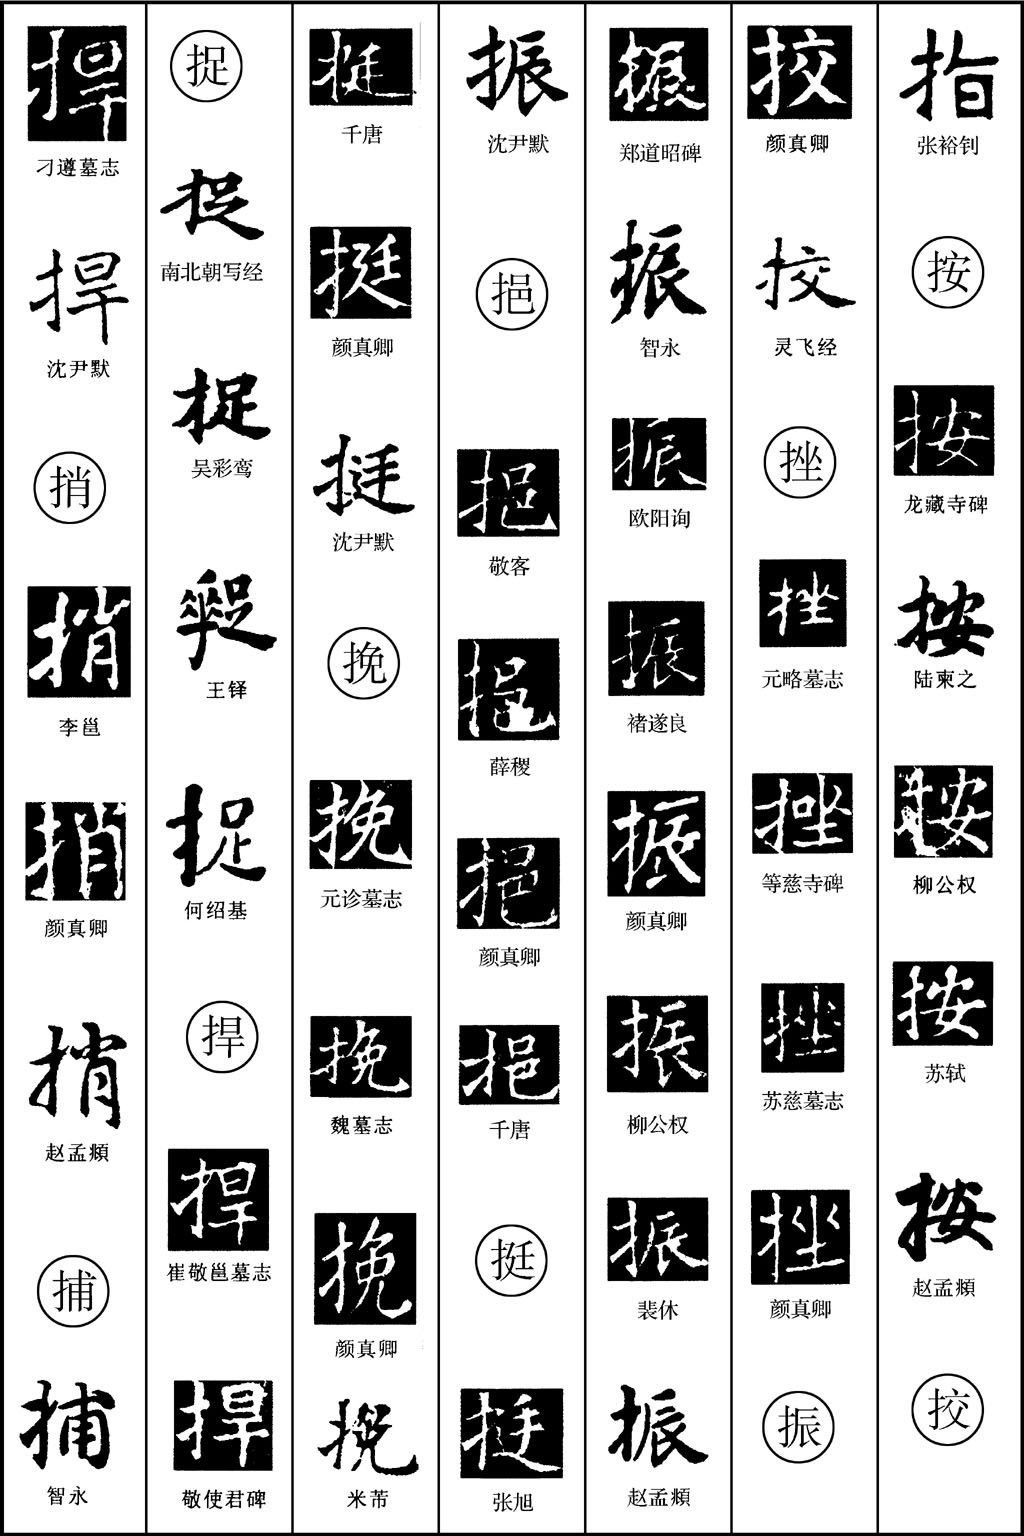 指
张裕钊
按
按
龙藏寺碑
按
陆柬之
按
柳公权
按
苏轼
按
赵孟頫
挍
挍
颜真卿
挍
灵飞经
挫
挫
元略墓志
挫
等慈寺碑
挫
苏慈墓志
挫
颜真卿
振
振
郑道昭碑
振
智永
振
欧阳询
振
褚遂良
振
颜真卿
振
柳公权
振
裴休
振
赵孟頫
振
沈尹默
挹
挹
敬客
挹
薛稷
挹
颜真卿
挹
千唐
挺
挺
张旭
挺
千唐
挺
颜真卿
挺
沈尹默
挽
挽
元诊墓志
挽
魏墓志
挽
颜真卿
挽
米芾
捉
捉
南北朝写经
捉
吴彩鸾
捉
王铎
捉
何绍基
捍
捍
崔敬邕墓志
捍
敬使君碑
捍
刁遵墓志
捍
沈尹默
捎
捎
李邕
捎
颜真卿
捎
赵孟頫
捕
捕
智永